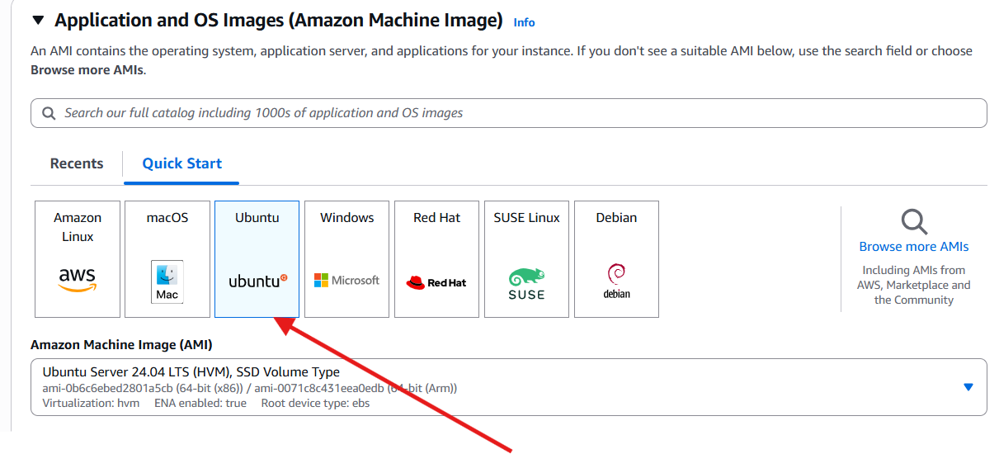 Application and OS Images (Amazon Machine Image) Info
An AMI contains the operating system, application server, and applications for your instance. If you don't see a suitable AMI below, use the search field or choose
Browse more AMIs.
Search our full catalog including 1000s of application and OS images
Recents
Quick Start
Amazon
Linux
aws
macOS
Mac
Ubuntu
ubuntu
Windows
Microsoft
Red Hat
Red Hat
SUSE Linux
SUSE
Debian
debian
Browse more AMIs
Including AMIs from
AWS, Marketplace and
the Community
Amazon Machine Image (AMI)
Ubuntu Server 24.04 LTS (HVM), SSD Volume Type
ami-0b6c6ebed2801a5cb (64-bit (x86)) / ami-0071c8c431eea0edb (64-bit (Arm))
Virtualization: hvm ENA enabled: true Root device type: ebs